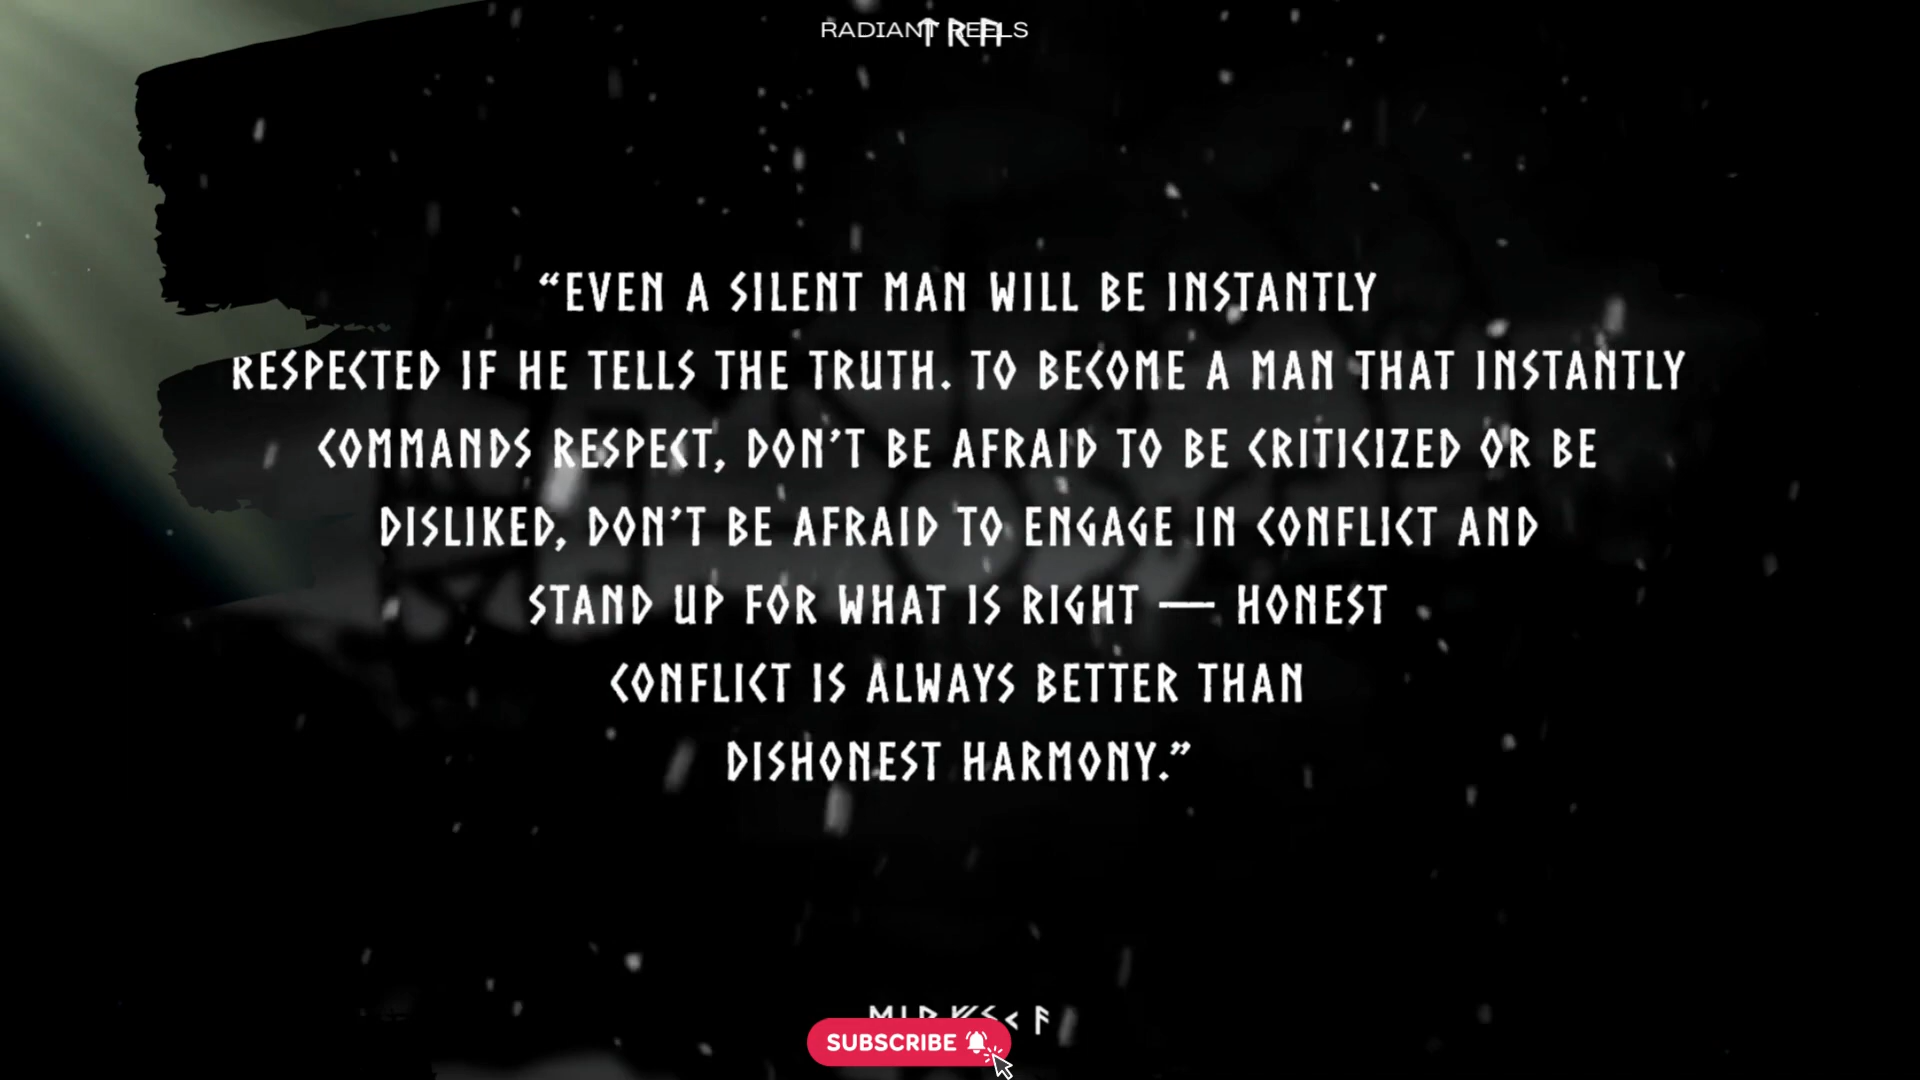 RADIANT REELS
“EVEN A SILENT MAN WILL BE INSTANTLY
RESPECTED IF HE TELLS THE TRUTH. TO BECOME A MAN THAT INSTANTLY
COMMANDS RESPECT, DON’T BE AFRAID TO BE CRITICIZED OR BE
DISLIKED, DON’T BE AFRAID TO ENGAGE IN CONFLICT AND
STAND UP FOR WHAT IS RIGHT — HONEST
CONFLICT IS ALWAYS BETTER THAN
DISHONEST HARMONY.”
SUBSCRIBE